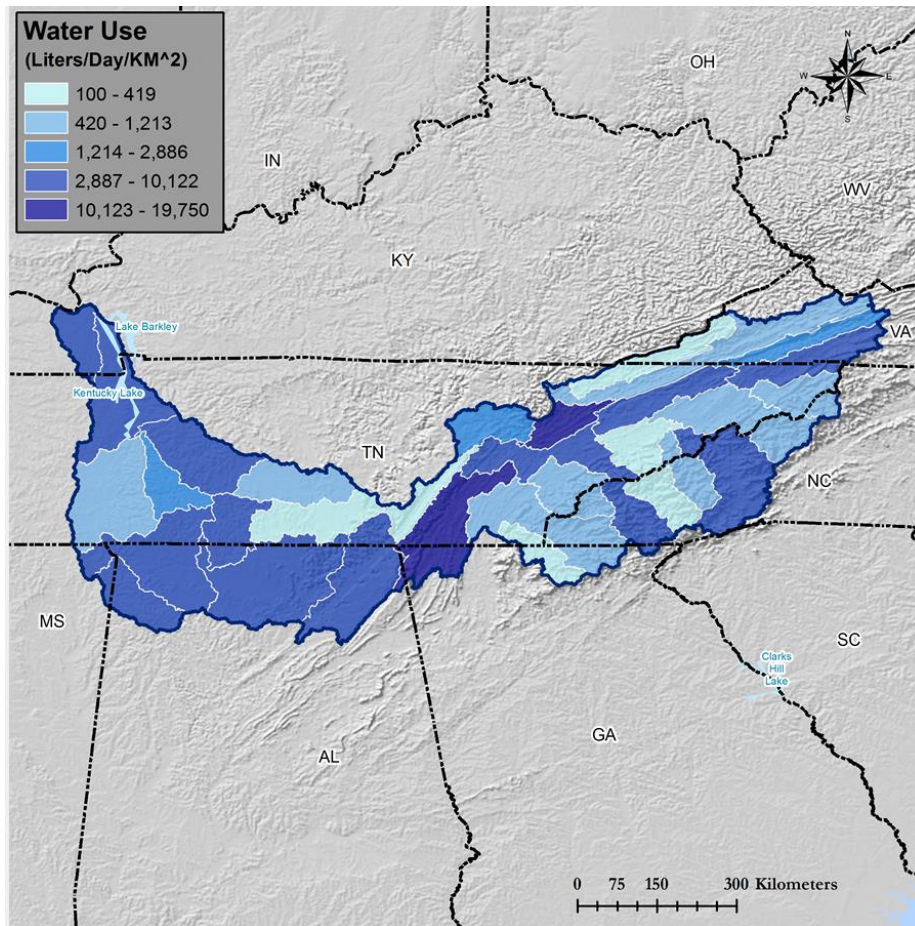 Water Use
(Liters/Day/KM^2)
100 - 419
420 - 1,213
1,214 - 2,886
2,887 - 10,122
10,123 - 19,750
N
W
E
S
OH
IN
WV
KY
VA
Lake Barkley
Kentucky Lake
TN
NC
MS
SC
Clarks
Hill
Lake
GA
AL
0 75 150 300 Kilometers